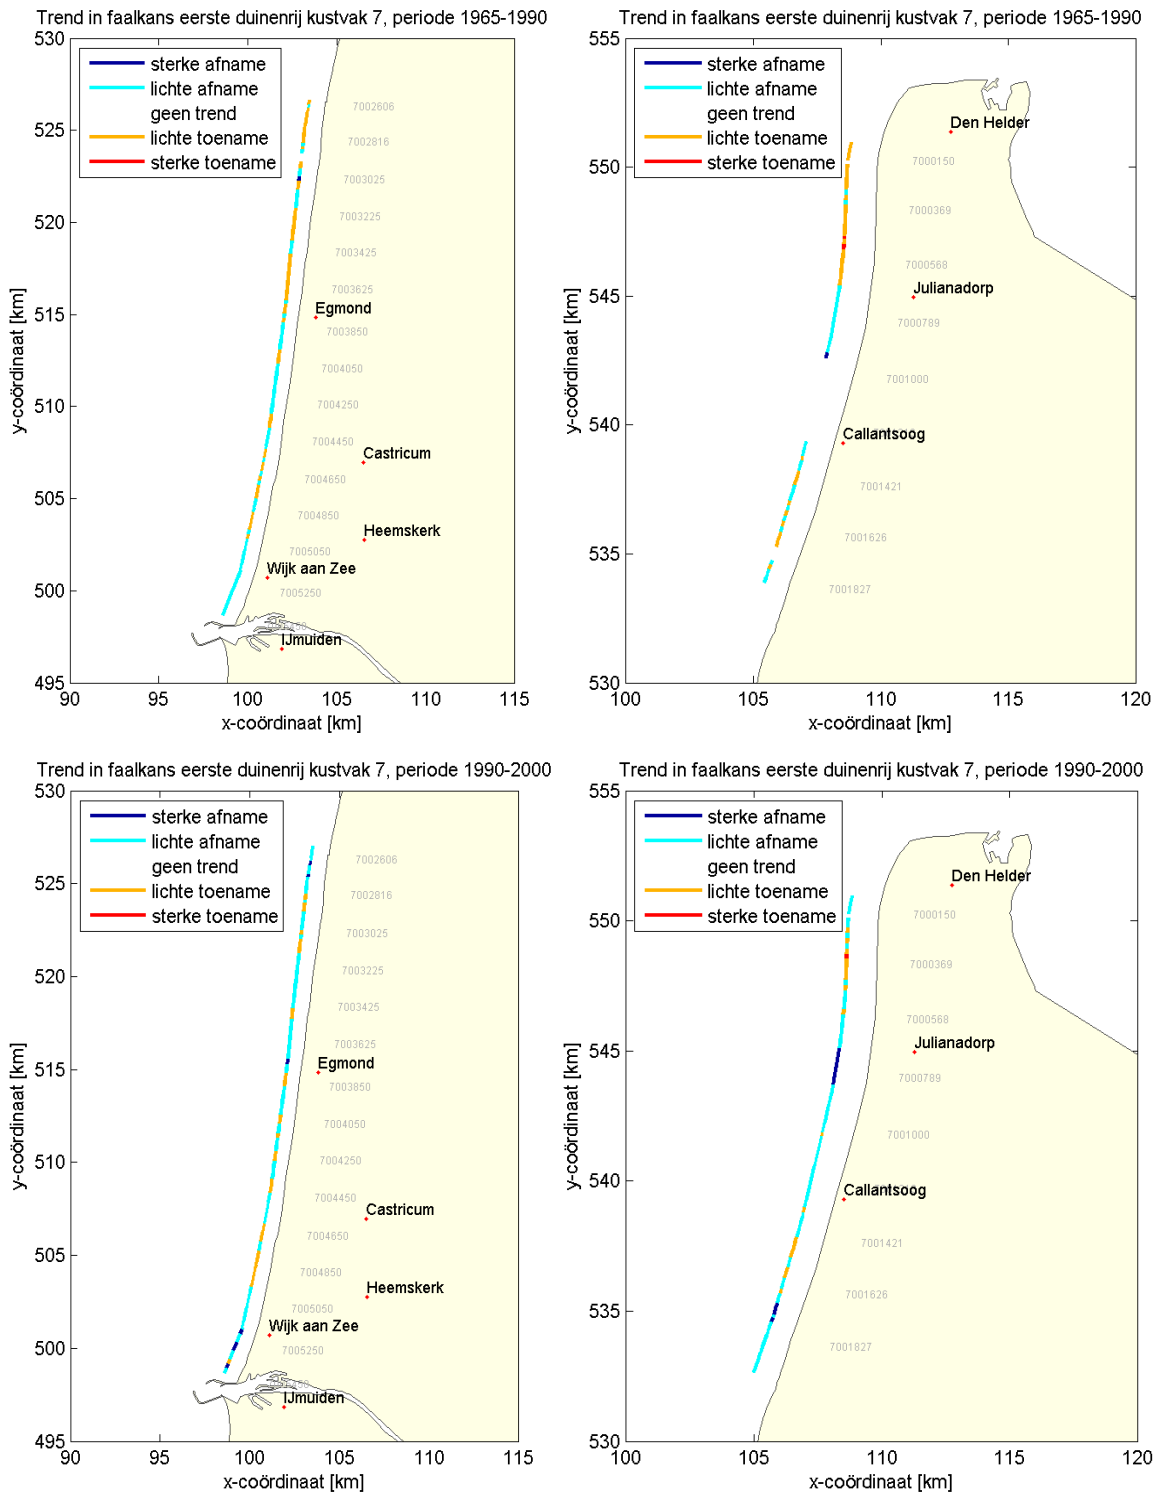 Trend in faalkans eerste duinenrij kustvak 7, periode 1965-1990
530
525
520
515
510
505
500
495
90
95
100
105
110
115
y-coördinaat [km]
x-coördinaat [km]
sterke afname
lichte afname
geen trend
lichte toename
sterke toename
7002606
7002816
7003025
7003225
7003425
7003625
Egmond
7003850
7004050
7004250
7004450
Castricum
7004650
7004850
Heemskerk
7005050
Wijk aan Zee
7005250
IJmuiden
Trend in faalkans eerste duinenrij kustvak 7, periode 1965-1990
555
550
545
540
535
530
100
105
110
115
120
y-coördinaat [km]
x-coördinaat [km]
sterke afname
lichte afname
geen trend
lichte toename
sterke toename
Den Helder
7000150
7000369
7000568
Julianadorp
7000789
7001000
Callantsoog
7001421
7001626
7001827
Trend in faalkans eerste duinenrij kustvak 7, periode 1990-2000
530
525
520
515
510
505
500
495
90
95
100
105
110
115
y-coördinaat [km]
x-coördinaat [km]
sterke afname
lichte afname
geen trend
lichte toename
sterke toename
7002606
7002816
7003025
7003225
7003425
7003625
Egmond
7003850
7004050
7004250
7004450
Castricum
7004650
7004850
Heemskerk
7005050
Wijk aan Zee
7005250
IJmuiden
Trend in faalkans eerste duinenrij kustvak 7, periode 1990-2000
555
550
545
540
535
530
100
105
110
115
120
y-coördinaat [km]
x-coördinaat [km]
sterke afname
lichte afname
geen trend
lichte toename
sterke toename
Den Helder
7000150
7000369
7000568
Julianadorp
7000789
7001000
Callantsoog
7001421
7001626
7001827